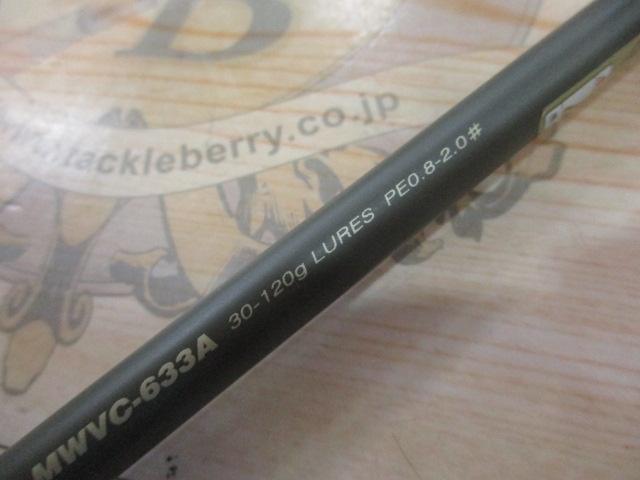 B
tackleberry.co.jp
MWVC-633A 30-120g LURES PE0.8-2.0#